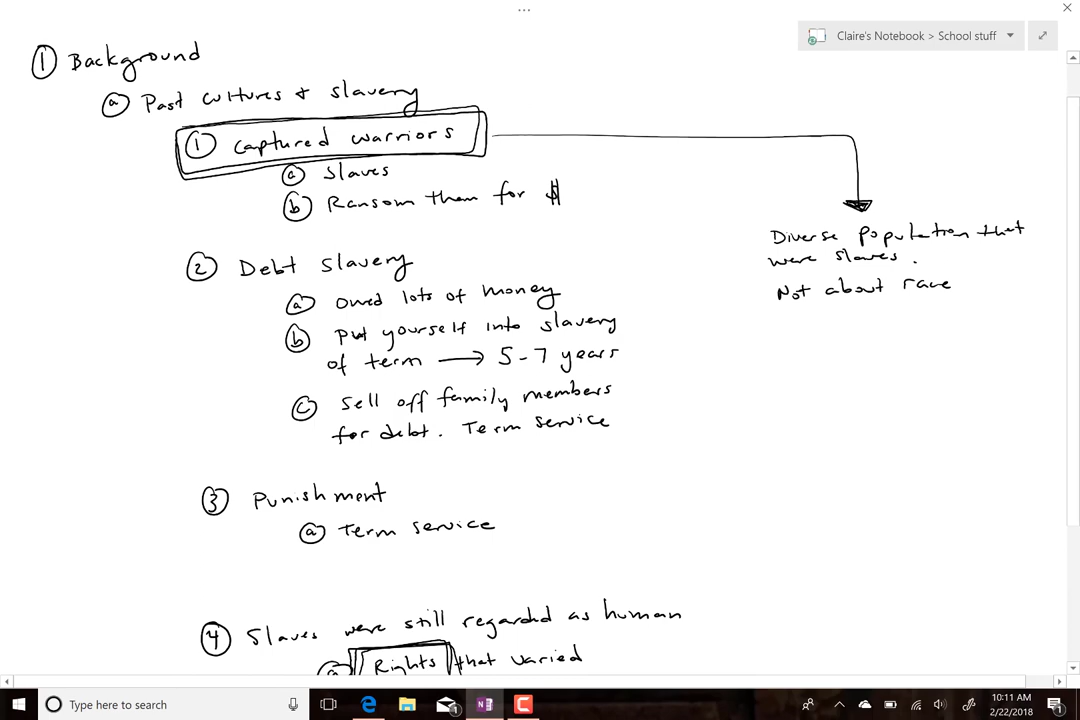 ...
Claire's Notebook > School stuff
① Background
ⓐ Past cultures + slavery
① captured warriors
ⓐ slaves
ⓑ Ransom them for $
Diverse population that
were slaves.
Not about race
② Debt slavery
ⓐ owed lots of money
ⓑ Put yourself into slavery
of term → 5-7 years
ⓒ sell off family members
for debt. Term service
③ Punishment
ⓐ Term service
④ Slaves were still regarded as human
ⓐ Rights that varied
Type here to search
10:11 AM
2/22/2018